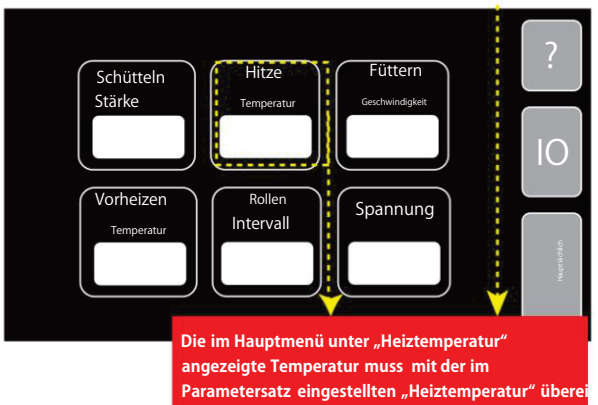 Schütteln
Stärke
Hitze
Temperatur
Füttern
Geschwindigkeit
?
Vorheizen
Temperatur
Rollen
Intervall
Spannung
IO
Hauptsächlich
Die im Hauptmenü unter „Heiztemperatur“
angezeigte Temperatur muss mit der im
Parametersatz eingestellten „Heiztemperatur“ überei